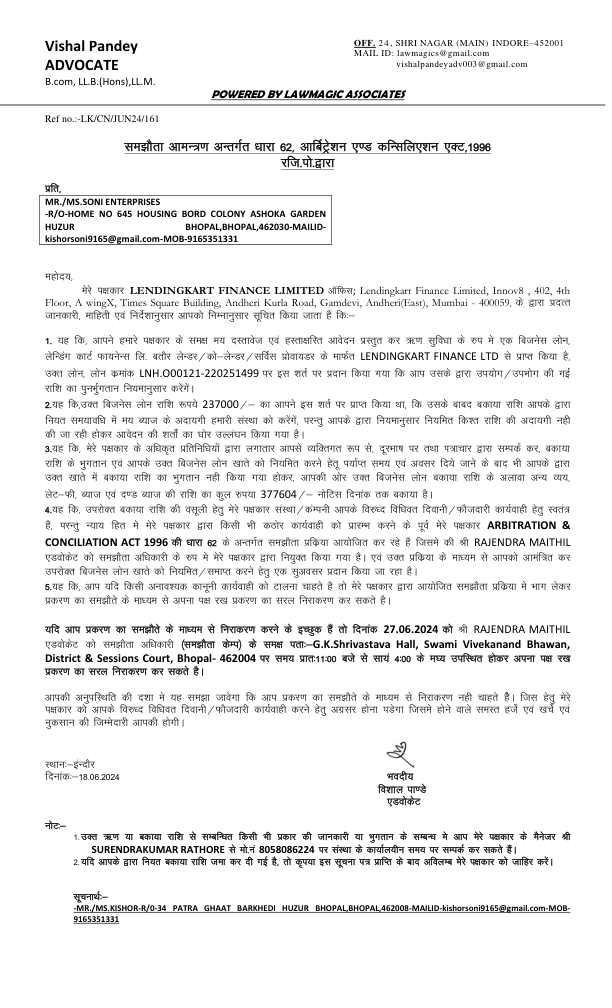 Vishal Pandey
ADVOCATE
B.com, LL.B.(Hons),LL.M.
OFF. 24, SHRI NAGAR (MAIN) INDORE–452001
MAIL ID: lawmagics@gmail.com
vishalpandeyadv003@gmail.com
POWERED BY LAWMAGIC ASSOCIATES
Ref no.:-LK/CN/JUN24/161
समझौता आमन्त्रण अन्तर्गत धारा 62, आर्बिट्रेशन एण्ड कन्सिलिएशन एक्ट,1996
रजि.पो.द्वारा
प्रति,
MR./MS.SONI ENTERPRISES
-R/O-HOME NO 645 HOUSING BORD COLONY ASHOKA GARDEN
HUZUR BHOPAL,BHOPAL,462030-MAILID-
kishorsoni9165@gmail.com-MOB-9165351331
महोदय,
मेरे पक्षकार LENDINGKART FINANCE LIMITED ऑफिस; Lendingkart Finance Limited, Innov8 , 402, 4th
Floor, A wingX, Times Square Building, Andheri Kurla Road, Gamdevi, Andheri(East), Mumbai - 400059, के द्वारा प्रदत्त
जानकारी, माहिती एवं निर्देशानुसार आपको निम्नानुसार सूचित किया जाता हैं कि:–
1. यह कि, आपने हमारे पक्षकार के समक्ष मय दस्तावेज एवं हस्ताक्षरित आवेदन प्रस्तुत कर ऋण सुविधा के रुप मे एक बिजनेस लोन,
लेन्डिंग कार्ट फायनेन्स लि. बतौर लेन्डर/को–लेन्डर/सर्विस प्रोवायडर के मार्फत LENDINGKART FINANCE LTD से प्राप्त किया है,
उक्त लोन, लोन क्रमांक LNH.O00121-220251499 पर इस शर्त पर प्रदान किया गया कि आप उसके द्वारा उपयोग/उपभोग की गई
राशि का पुनर्मुगतान नियमानुसार करेंगें।
2.यह कि,उक्त बिजनेस लोन राशि रूपये 237000/– का आपने इस शर्त पर प्राप्त किया था, कि उसके बाबद बकाया राशि आपके द्वारा
नियत समयावधि में मय ब्याज के अदायगी हमारी संस्था को करेंगें, परन्तु आपके द्वारा नियमानुसार नियमित किश्त राशि की अदायगी नही
की जा रही होकर आवेदन की शर्तों का घोर उल्लंघन किया गया है।
3.यह कि, मेरे पक्षकार के अधिकृत प्रतिनिधियों द्वारा लगातार आपसे व्यक्तिगत रूप से, दूरभाष पर तथा पत्राचार द्वारा सम्पर्क कर, बकाया
राशि के भुगतान एवं आपके उक्त बिजनेस लोन खाते को नियमित करने हेतू पर्याप्त समय एवं अवसर दिये जाने के बाद भी आपके द्वारा
उक्त खाते में बकाया राशि का भुगतान नही किया गया होकर, आपकी ओर उक्त बिजनेस लोन बकाया राशि के अलावा अन्य व्यय,
लेट–फी, ब्याज एवं दण्ड ब्याज की राशि का कुल रुपया 377604/– नोटिस दिनांक तक बकाया है।
4.यह कि, उपरोक्त बकाया राशि की वसूली हेतु मेरे पक्षकार संस्था/कंम्पनी आपके विरुध्द विधिवत दिवानी/फौजदारी कार्यवाही हेतु स्वतंत्र
हैं, परन्तु न्याय हित मे मेरे पक्षकार द्वारा किसी भी कठोर कार्यवाही को प्रारम्भ करने के पूर्व मेरे पक्षकार ARBITRATION &
CONCILIATION ACT 1996 की धारा 62 के अन्तर्गत समझौता प्रक्रिया आयोजित कर रहे हैं जिसमे की श्री RAJENDRA MAITHIL
एडवोकेट को समझौता अधिकारी के रुप मे मेरे पक्षकार द्वारा नियुक्त किया गया है। एवं उक्त प्रक्रिया के माध्यम से आपको आमंत्रित कर
उपरोक्त बिजनेस लोन खाते को नियमित/समाप्त करने हेतु एक सुअवसर प्रदान किया जा रहा है।
5.यह कि, आप यदि किसी अनावश्यक कानूनी कार्यवाही को टालना चाहते है तो मेरे पक्षकार द्वारा आयोजित समझौता प्रक्रिया मे भाग लेकर
प्रकरण का समझौते के माध्यम से अपना पक्ष रख प्रकरण का सरल निराकरण कर सकते है।
यदि आप प्रकरण का समझौते के माध्यम से निराकरण करने के इच्छुक हैं तो दिनांक 27.06.2024 को श्री RAJENDRA MAITHIL
एडवोकेट को समझौता अधिकारी (समझौता केम्प) के समक्ष पताः–G.K.Shrivastava Hall, Swami Vivekanand Bhawan,
District & Sessions Court, Bhopal- 462004 पर समय प्रातः11:00 बजे से सायं 4:00 के मघ्य उपस्थित होकर अपना पक्ष रख
प्रकरण का सरल निराकरण कर सकते है।
आपकी अनुपस्थिति की दशा मे यह समझा जावेगा कि आप प्रकरण का समझौते के माध्यम से निराकरण नही चाहते हैै। जिस हेतु मेरे
पक्षकार को आपके विरुध्द विधिवत दिवानी/फौजदारी कार्यवाही करने हेतु अग्रसर होना पडेगा जिसमे होने वाले समस्त हर्जे एवं खर्चे एवं
नुकसान की जिम्मेदारी आपकी होगी।
स्थानः–इंन्दौर
दिनांकः–18.06.2024
भवदीय
विशाल पाण्डे
एडवोकेट
नोटः–
1.उक्त ऋण या बकाया राशि से सम्बन्धित किसी भी प्रकार की जानकारी या भुगतान के सम्बन्ध मे आप मेरे पक्षकार के मैनेजर श्री
SURENDRAKUMAR RATHORE से मो.नं 8058086224 पर संस्था के कार्यालयीन समय पर सम्पर्क कर सकते हैं।
2.यदि आपके द्वारा नियत बकाया राशि जमा कर दी गई है, तो कृपया इस सूचना पत्र प्राप्ति के बाद अविलम्ब मेरे पक्षकार को जाहिर करें।
सूचनार्थः–
-MR./MS.KISHOR-R/0-34 PATRA GHAAT BARKHEDI HUZUR BHOPAL,BHOPAL,462008-MAILID-kishorsoni9165@gmail.com-MOB-
9165351331